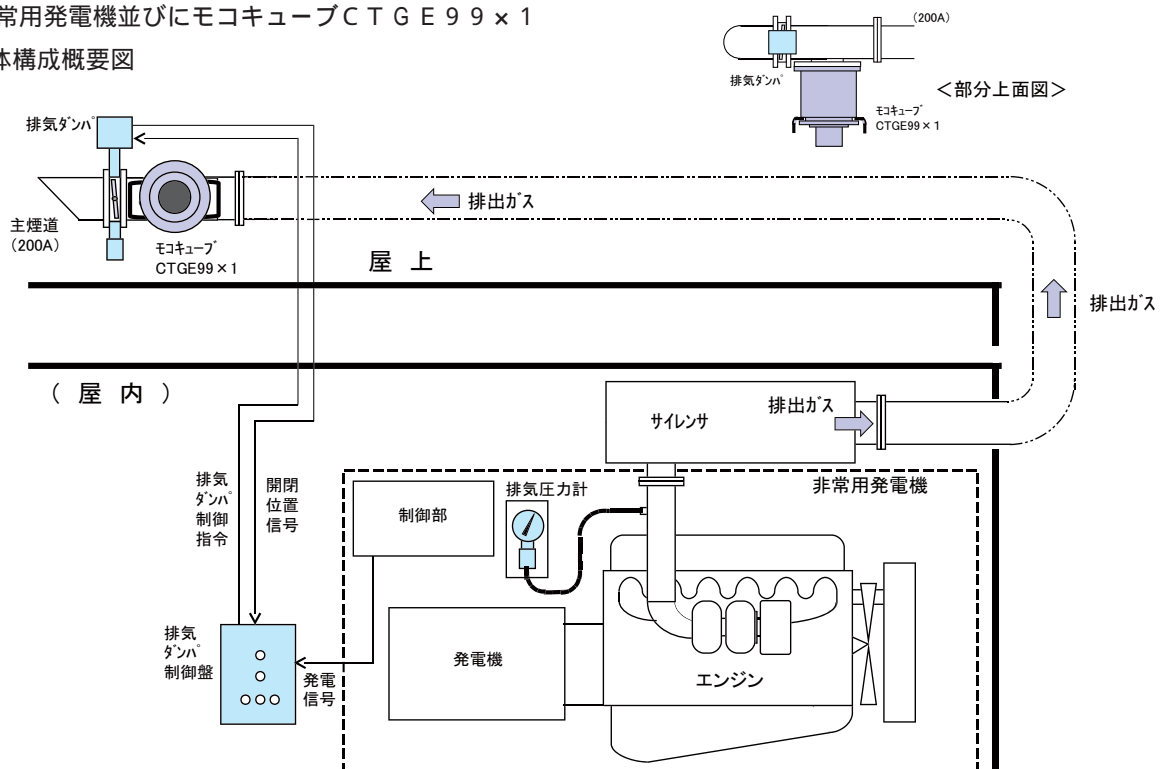 常用発電機並びにモコキューブＣＴＧＥ９９×１
体構成概要図
(200A)
排気ﾀﾞﾝﾊﾟ
＜部分上面図＞
ﾓｺｷｭｰﾌﾞ
CTGE99×1
排気ﾀﾞﾝﾊﾟ
主煙道
(200A)
ﾓｺｷｭｰﾌﾞ
CTGE99×1
排出ｶﾞｽ
屋 上
排出ｶﾞｽ
（ 屋 内 ）
ｻｲﾚﾝｻ
排出ｶﾞｽ
排気
ﾀﾞﾝﾊﾟ
制御
指令
開閉
位置
信号
制御部
排気圧力計
非常用発電機
排気
ﾀﾞﾝﾊﾟ
制御盤
発電
信号
発電機
エンジン